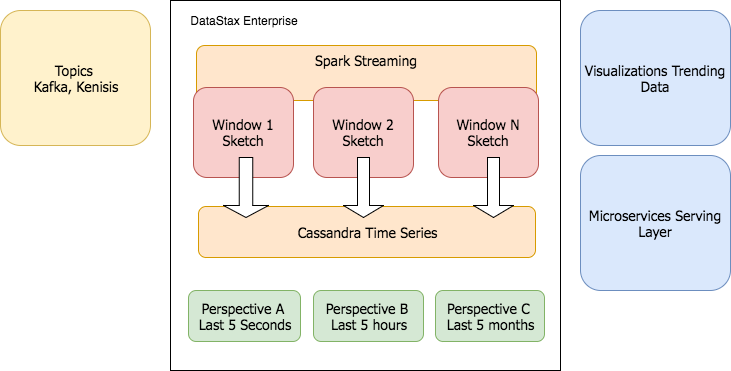 DataStax Enterprise
Topics
Kafka, Kenisis
Spark Streaming
Window 1
Sketch
Window 2
Sketch
Window N
Sketch
Cassandra Time Series
Perspective A
Last 5 Seconds
Perspective B
Last 5 hours
Perspective C
Last 5 months
Visualizations Trending
Data
Microservices Serving
Layer